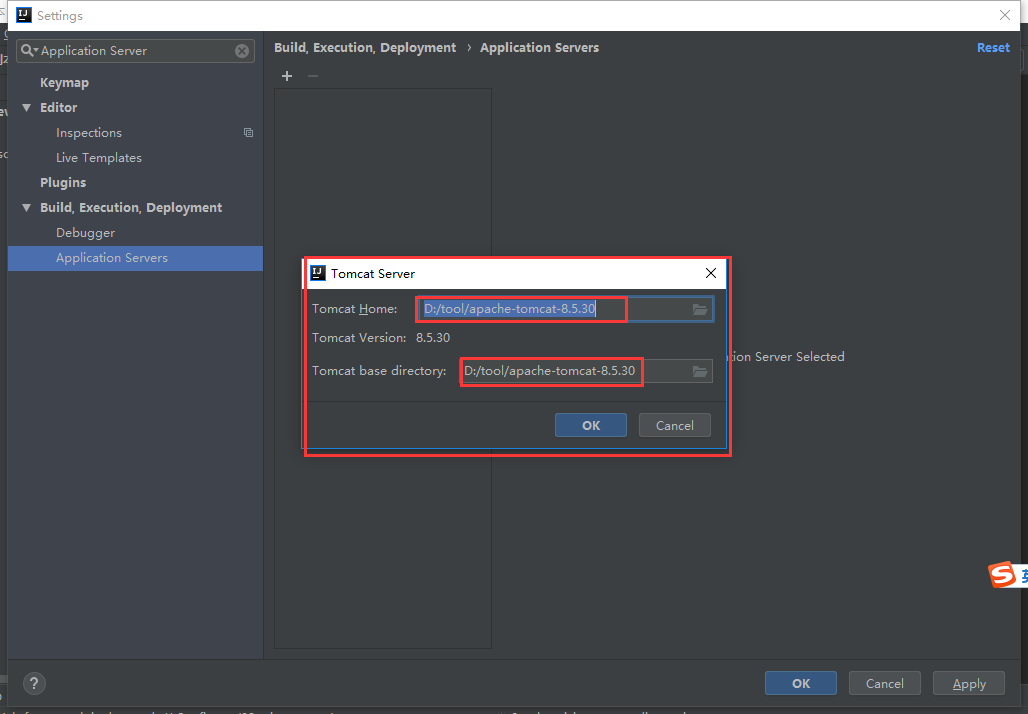 Settings
Application Server
Build, Execution, Deployment › Application Servers
Reset
Keymap
Editor
Inspections
Live Templates
Plugins
Build, Execution, Deployment
Debugger
Application Servers
Tomcat Server
Tomcat Home: D:/tool/apache-tomcat-8.5.30
Tomcat Version: 8.5.30
Tomcat base directory: D:/tool/apache-tomcat-8.5.30
Server Selected
OK Cancel
英
?
OK Cancel Apply